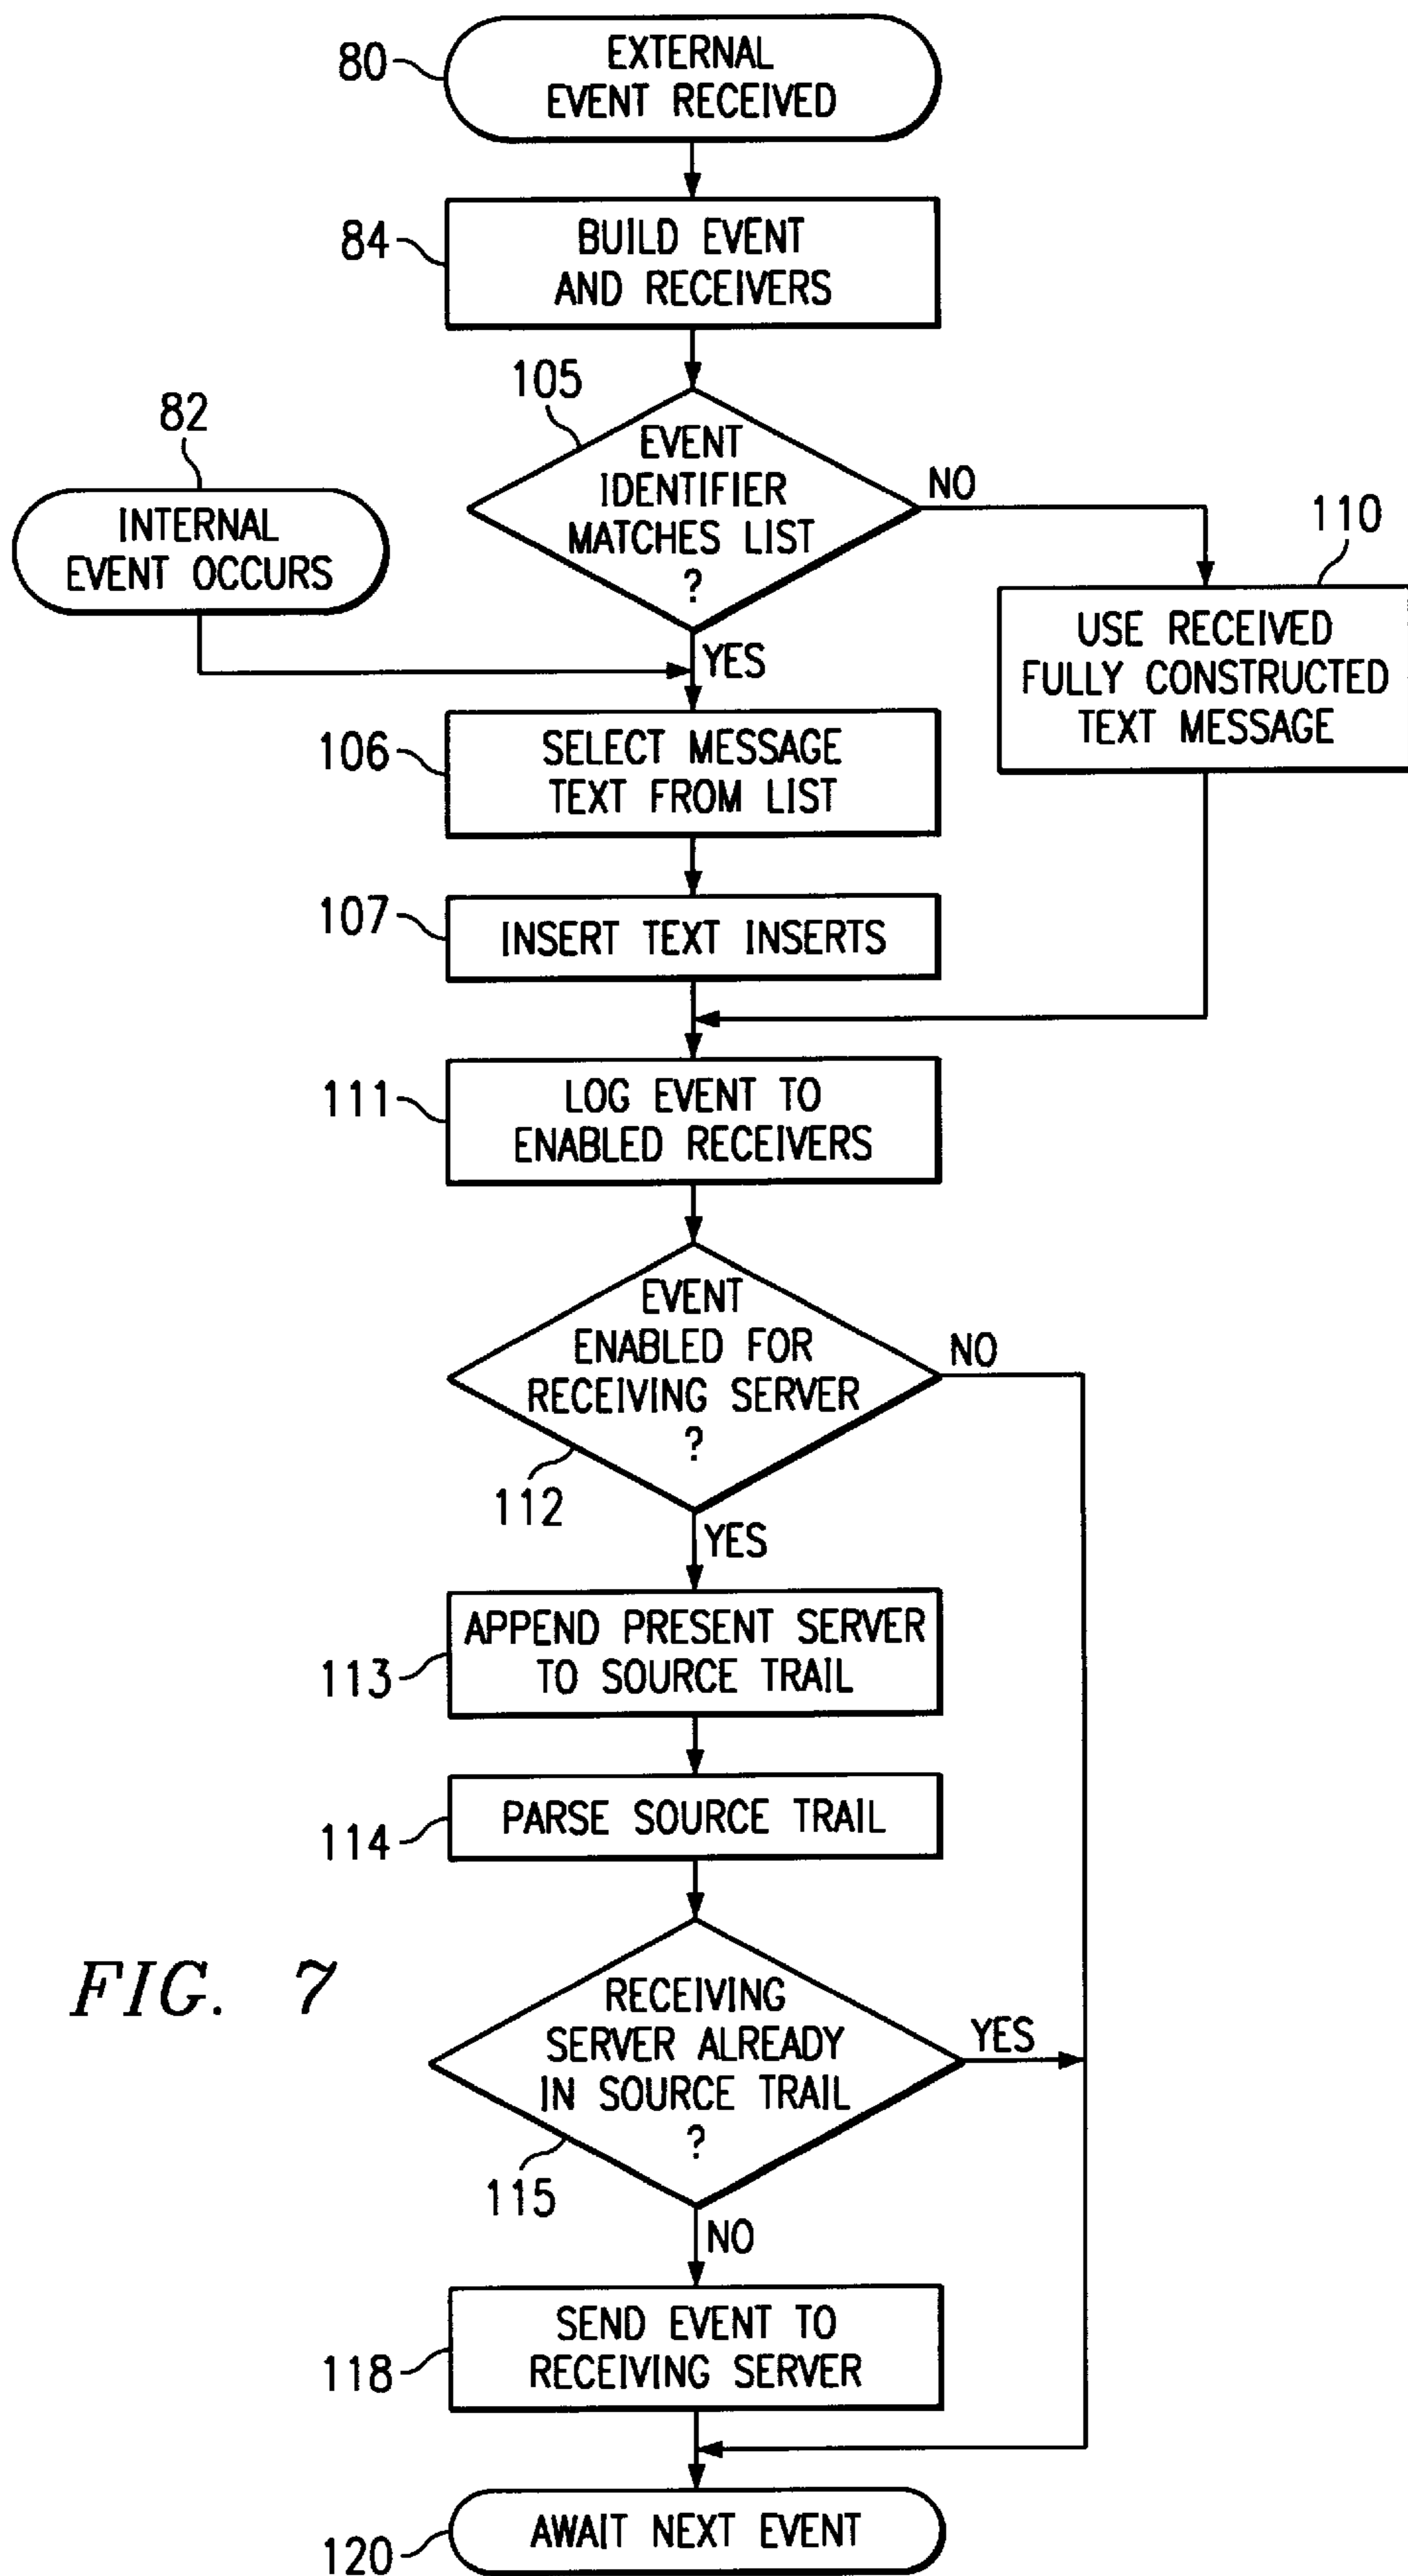 80
EXTERNAL
EVENT RECEIVED
84
BUILD EVENT
AND RECEIVERS
105
EVENT
IDENTIFIER
MATCHES LIST
?
NO
YES
82
INTERNAL
EVENT OCCURS
110
USE RECEIVED
FULLY CONSTRUCTED
TEXT MESSAGE
106
SELECT MESSAGE
TEXT FROM LIST
107
INSERT TEXT INSERTS
111
LOG EVENT TO
ENABLED RECEIVERS
EVENT
ENABLED FOR
RECEIVING SERVER
?
NO
112
YES
113
APPEND PRESENT SERVER
TO SOURCE TRAIL
114
PARSE SOURCE TRAIL
FIG. 7
RECEIVING
SERVER ALREADY
IN SOURCE TRAIL
?
YES
115
NO
118
SEND EVENT TO
RECEIVING SERVER
120
AWAIT NEXT EVENT